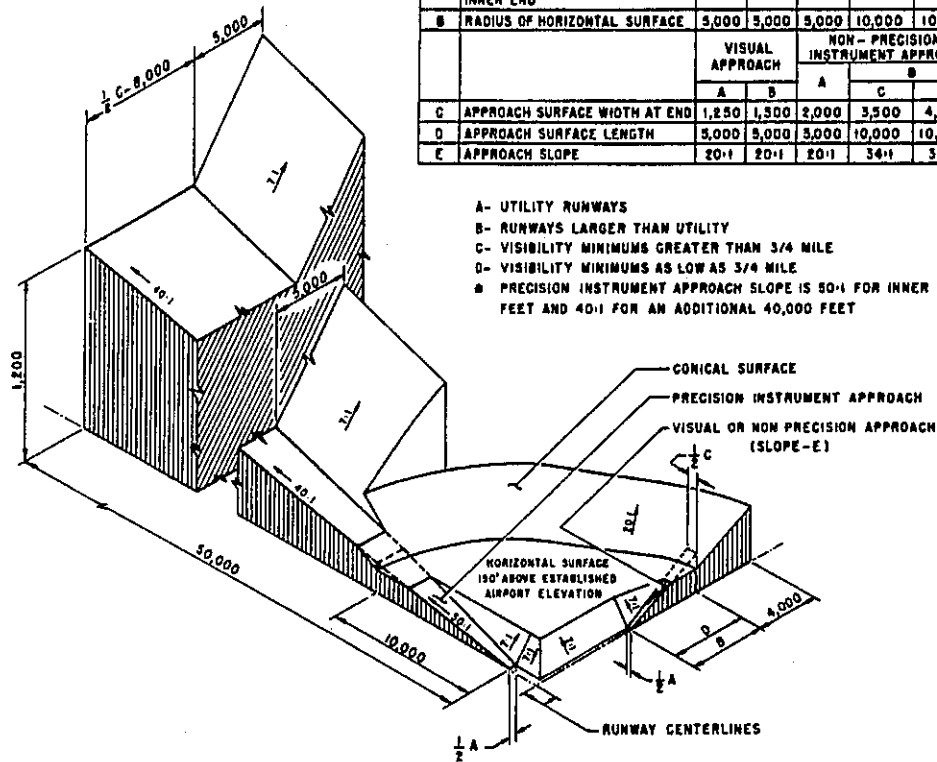 B RADIUS OF HORIZONTAL SURFACE 5,000 5,000 5,000 10,000 10
VISUAL APPROACH NON-PRECISION INSTRUMENT
A B A B
C
C APPROACH SURFACE WIDTH AT END 1,250 1,500 2,000 3,500 4,
D APPROACH SURFACE LENGTH 5,000 5,000 5,000 10,000 10,
E APPROACH SLOPE 20:1 20:1 20:1 34:1 3
A- UTILITY RUNWAYS
B- RUNWAYS LARGER THAN UTILITY
C- VISIBILITY MINIMUMS GREATER THAN 3/4 MILE
D- VISIBILITY MINIMUMS AS LOW AS 3/4 MILE
PRECISION INSTRUMENT APPROACH SLOPE IS 50:1 FOR INNER
FEET AND 40:1 FOR AN ADDITIONAL 40,000 FEET
5,000
1/2 C-8,000
7:1
40:1
5,000
1,200
7:1
40:1
CONICAL SURFACE
PRECISION INSTRUMENT APPROACH
VISUAL OR NON PRECISION APPROACH
(SLOPE-E)
1/2 C
20:1
50,000
HORIZONTAL SURFACE
150' ABOVE ESTABLISHED
AIRPORT ELEVATION
50:1
7:1
7:1
7:1
7:1
10,000
4,000
D
B
1/2 A
RUNWAY CENTERLINES
1/2 A